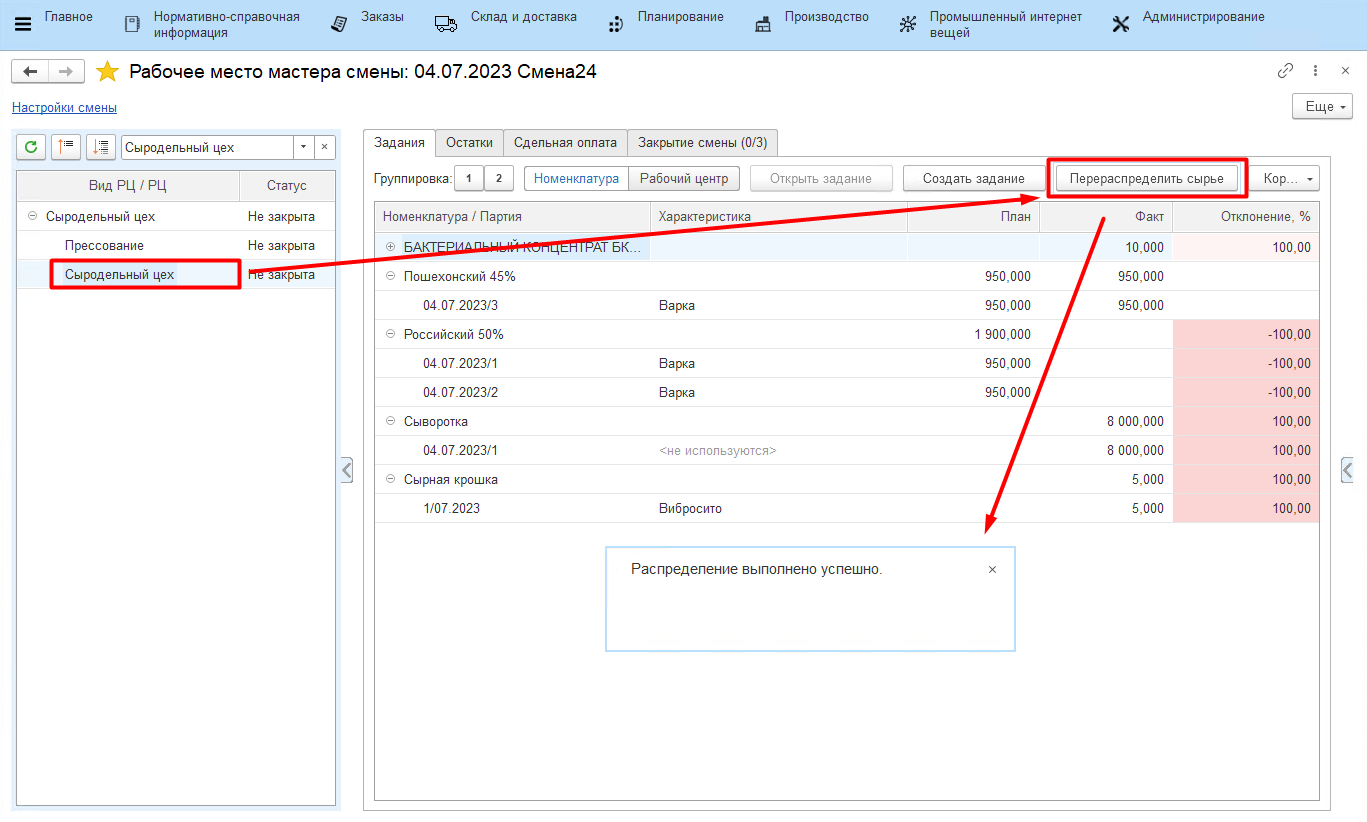 Главное
Нормативно-справочная
информация
Заказы
Склад и доставка
Планирование
Производство
Промышленный интернет
вещей
Администрирование
Рабочее место мастера смены: 04.07.2023 Смена24
Настройки смены
Еще
Сыродельный цех
Вид РЦ / РЦ Статус
Сыродельный цех Не закрыта
Прессование Не закрыта
Сыродельный цех Не закрыта
Задания Остатки Сдельная оплата Закрытие смены (0/3)
Группировка: 1 2 Номенклатура Рабочий центр Открыть задание Создать задание Перераспределить сырье Кор...
Номенклатура / Партия Характеристика План Факт Отклонение, %
БАКТЕРИАЛЬНЫЙ КОНЦЕНТРАТ БК... 10,000 100,00
Пошехонский 45% 950,000 950,000
04.07.2023/3 Варка 950,000 950,000
Российский 50% 1 900,000 -100,00
04.07.2023/1 Варка 950,000 -100,00
04.07.2023/2 Варка 950,000 -100,00
Сыворотка 8 000,000 100,00
04.07.2023/1 <не используются> 8 000,000 100,00
Сырная крошка 5,000 100,00
1/07.2023 Вибросито 5,000 100,00
Распределение выполнено успешно.